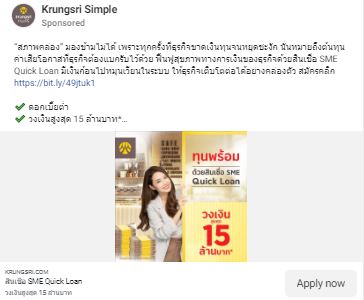 Krungsri Simple
Sponsored
"สภาพคล่อง" มองข้ามไม่ได้ เพราะทุกครั้งที่ธุรกิจขาดเงินทุนจนหยุดชะงัก นั่นหมายถึงต้นทุน
ค่าเสียโอกาสที่ธุรกิจต้องแบกรับไว้ด้วย ฟื้นฟูสุขภาพทางการเงินของธุรกิจด้วยสินเชื่อ SME
Quick Loan มีเงินก้อนไปหมุนเวียนในระบบ ให้ธุรกิจเติบโตต่อได้อย่างคล่องตัว สมัครคลิก
https://bit.ly/49jtuk1
ดอกเบี้ยต่ำ
วงเงินสูงสุด 15 ล้านบาท*...
ทุนพร้อม
ด้วยสินเชื่อ SME
Quick Loan
วงเงิน
สูงสุด
15
ล้านบาท*
KRUNGSRI.COM
สินเชื่อ SME Quick Loan
วงเงินสูงสุด 15 ล้านบาท
Apply now